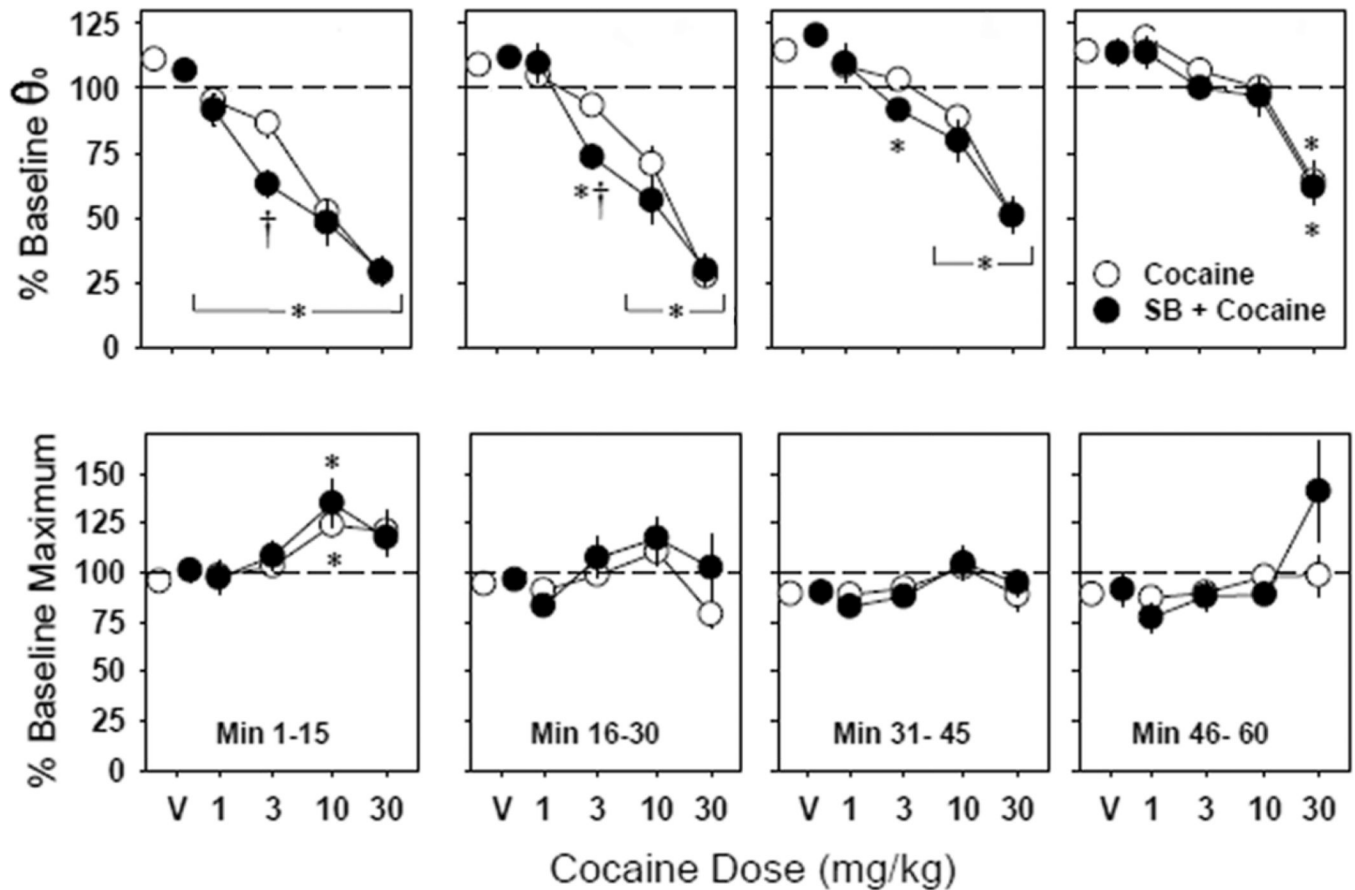 % Baseline θ₀
125
100
75
50
25
0
†
*
*†
*
*
*
*
*
Cocaine
SB + Cocaine
% Baseline Maximum
150
125
100
75
50
25
0
*
*
Min 1-15
Min 16-30
Min 31- 45
Min 46- 60
V 1 3 10 30
V 1 3 10 30
V 1 3 10 30
V 1 3 10 30
Cocaine Dose (mg/kg)